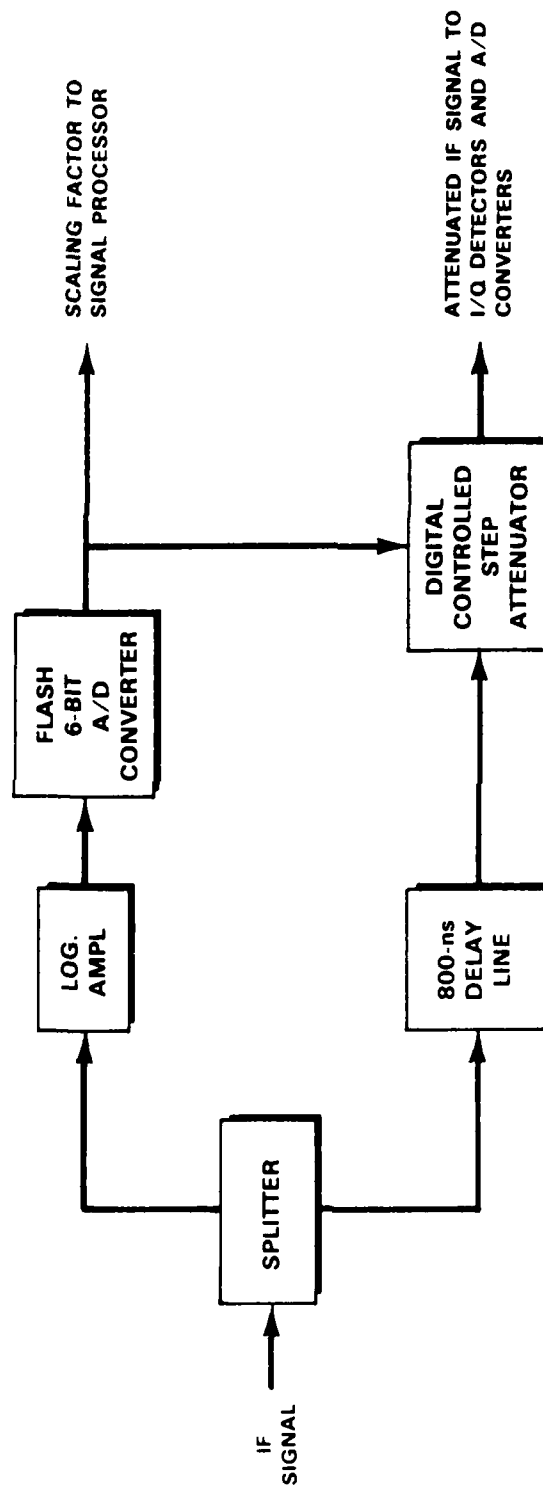 IF
SIGNAL
SPLITTER
LOG.
AMPL
FLASH
6-BIT
A/D
CONVERTER
SCALING FACTOR TO
SIGNAL PROCESSOR
800-ns
DELAY
LINE
DIGITAL
CONTROLLED
STEP
ATTENUATOR
ATTENUATED IF SIGNAL TO
I/Q DETECTORS AND A/D
CONVERTERS